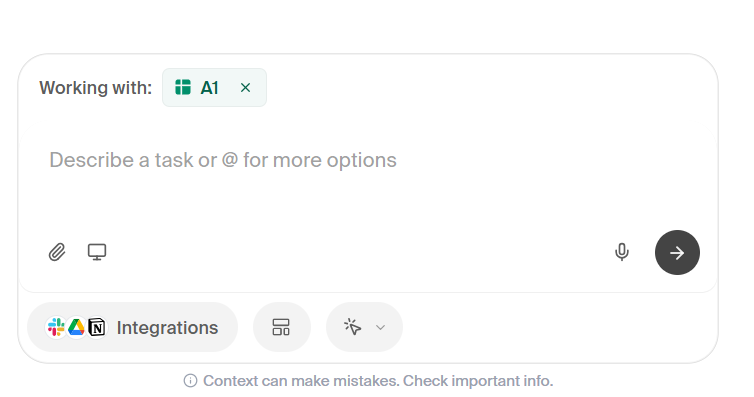 Working with: A1
Describe a task or @ for more options
Integrations
Context can make mistakes. Check important info.